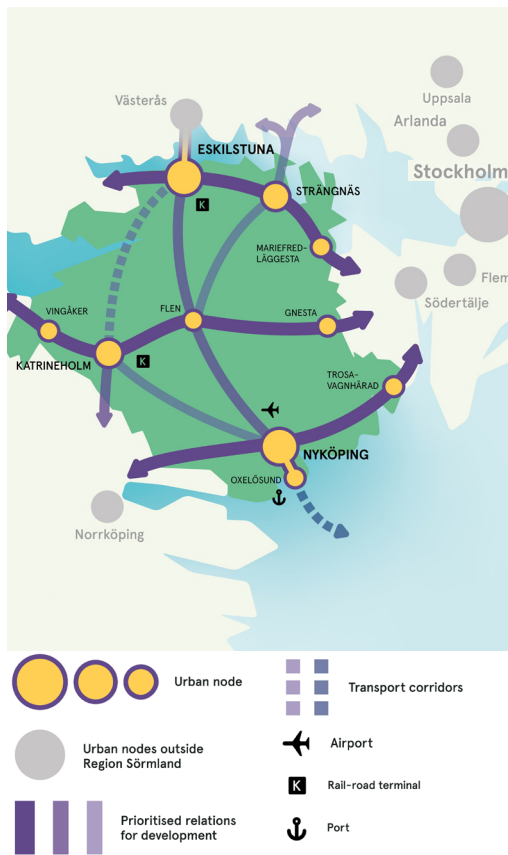 Västerås
Uppsala
Arlanda
ESKILSTUNA
Stockholm
STRÄNGNÄS
K
MARIEFRED-
LÄGGESTA
Flem
Södertälje
VINGÅKER
FLEN
GNESTA
KATRINEHOLM
K
TROSA-
VAGNHÄRAD
NYKÖPING
OXELÖSUND
Norrköping
Urban node
Transport corridors
Urban nodes outside
Region Sörmland
Airport
K
Rail-road terminal
Prioritised relations
for development
Port